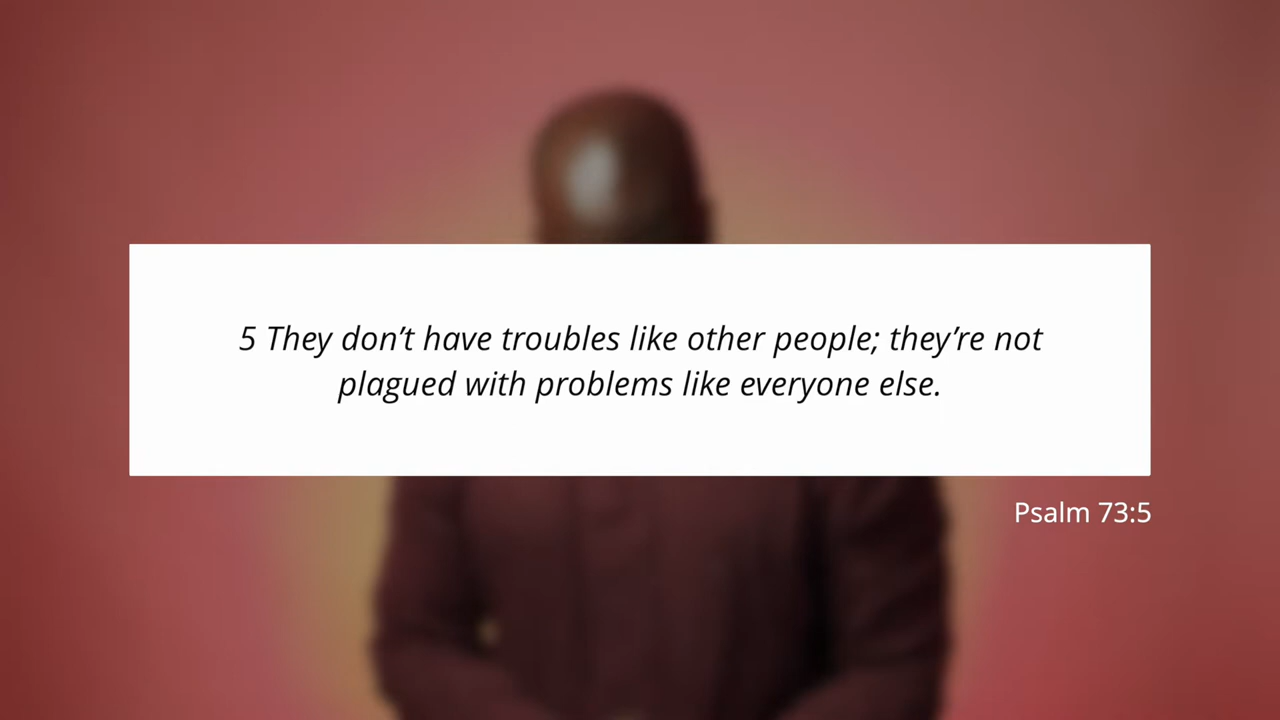 5 They don’t have troubles like other people; they’re not
plagued with problems like everyone else.
Psalm 73:5